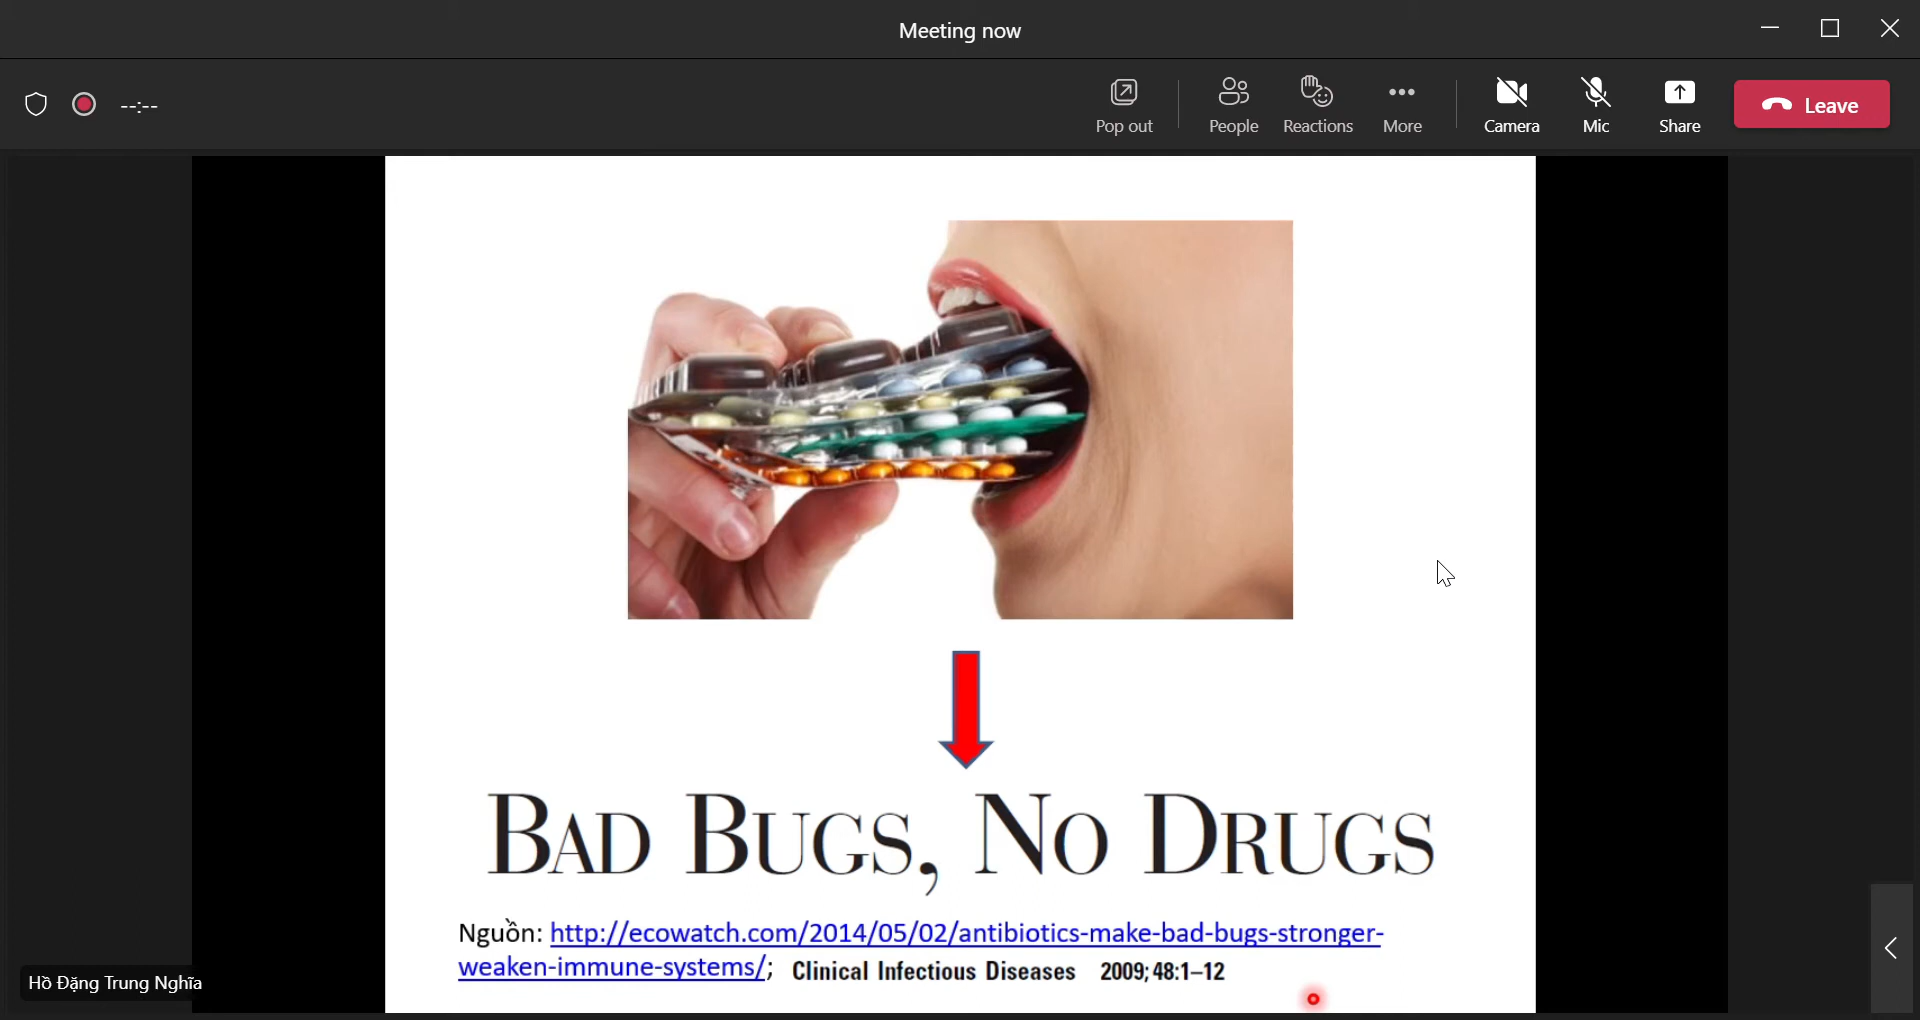 Meeting now
--:--
Pop out
People
Reactions
More
Camera
Mic
Share
Leave
BAD BUGS, NO DRUGS
Nguồn: http://ecowatch.com/2014/05/02/antibiotics-make-bad-bugs-stronger-
weaken-immune-systems/; Clinical Infectious Diseases 2009; 48:1–12
Hồ Đặng Trung Nghĩa